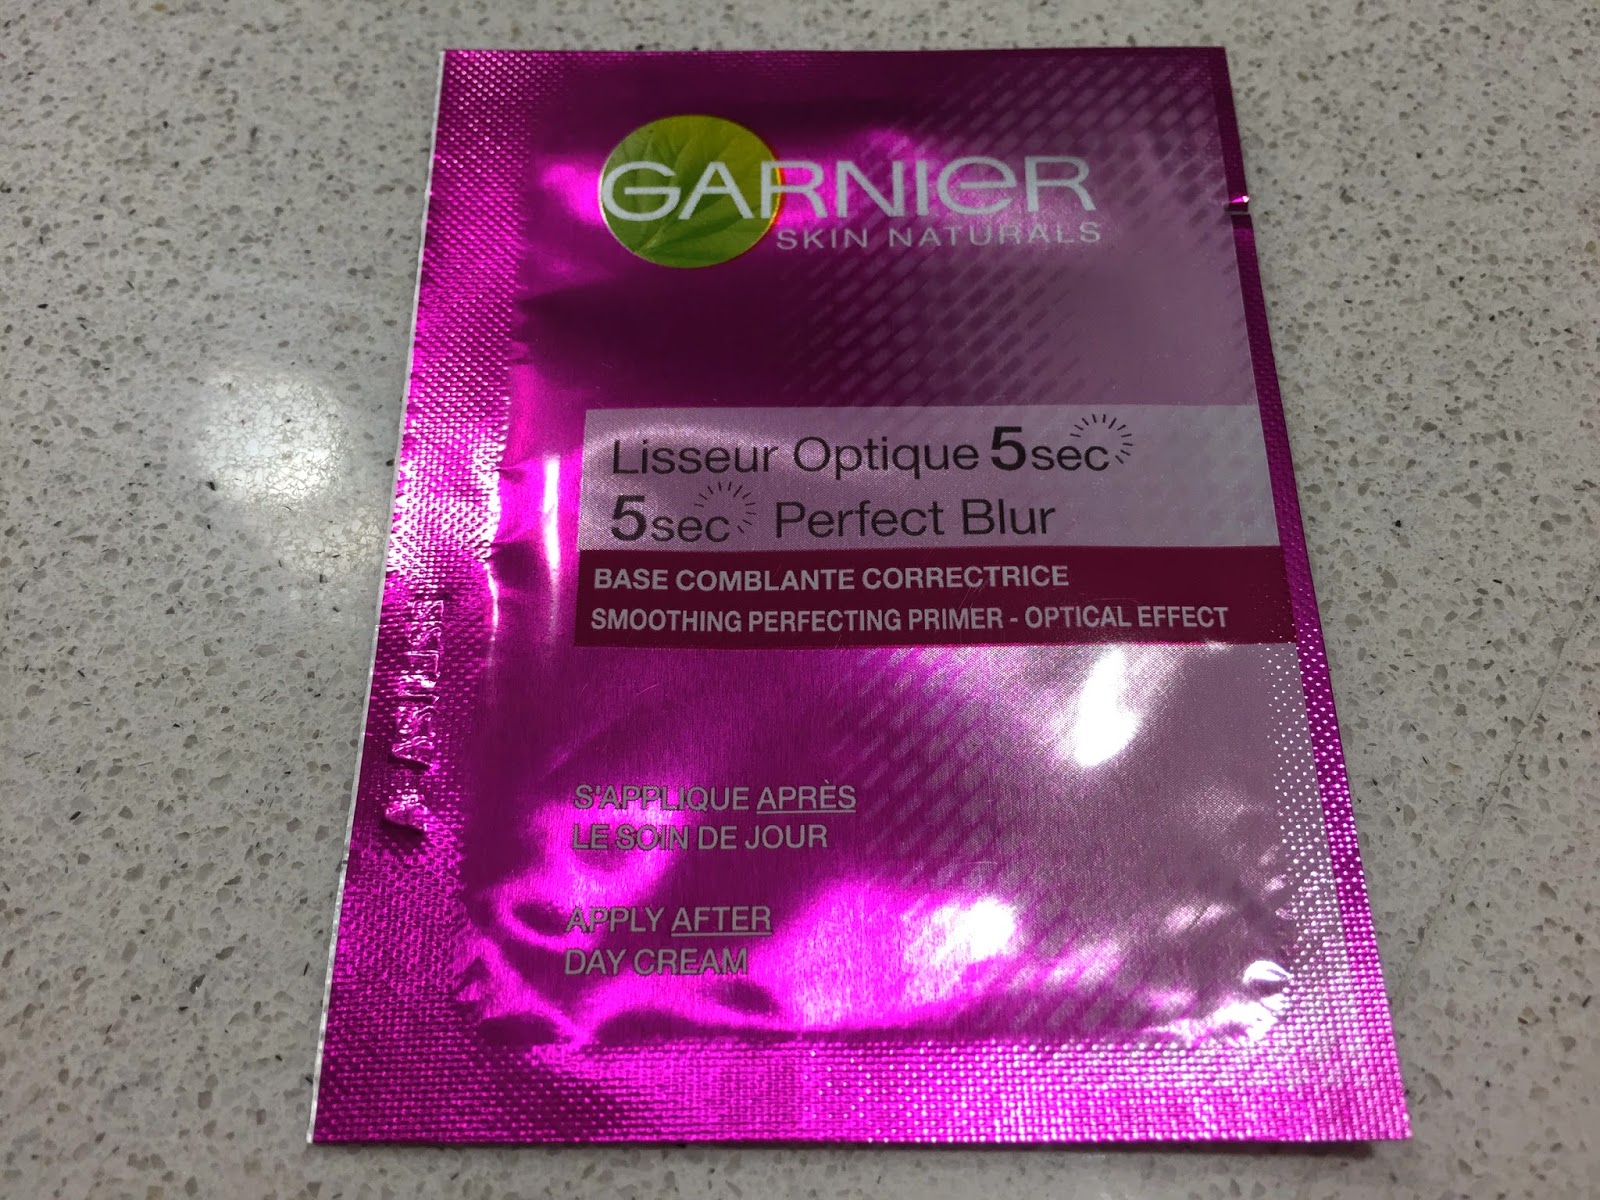 GARNIER
SKIN NATURALS
Lisseur Optique 5sec
5sec Perfect Blur
BASE COMBLANTE CORRECTRICE
SMOOTHING PERFECTING PRIMER - OPTICAL EFFECT
S'APPLIQUE APRÈS
LE SOIN DE JOUR
APPLY AFTER
DAY CREAM